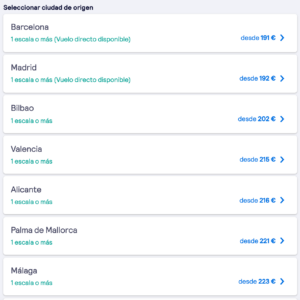 Seleccionar ciudad de origen
Barcelona
1 escala o más (Vuelo directo disponible)
desde 191 €
Madrid
1 escala o más (Vuelo directo disponible)
desde 192 €
Bilbao
1 escala o más
desde 202 €
Valencia
1 escala o más
desde 215 €
Alicante
1 escala o más
desde 216 €
Palma de Mallorca
1 escala o más
desde 221 €
Málaga
1 escala o más
desde 223 €